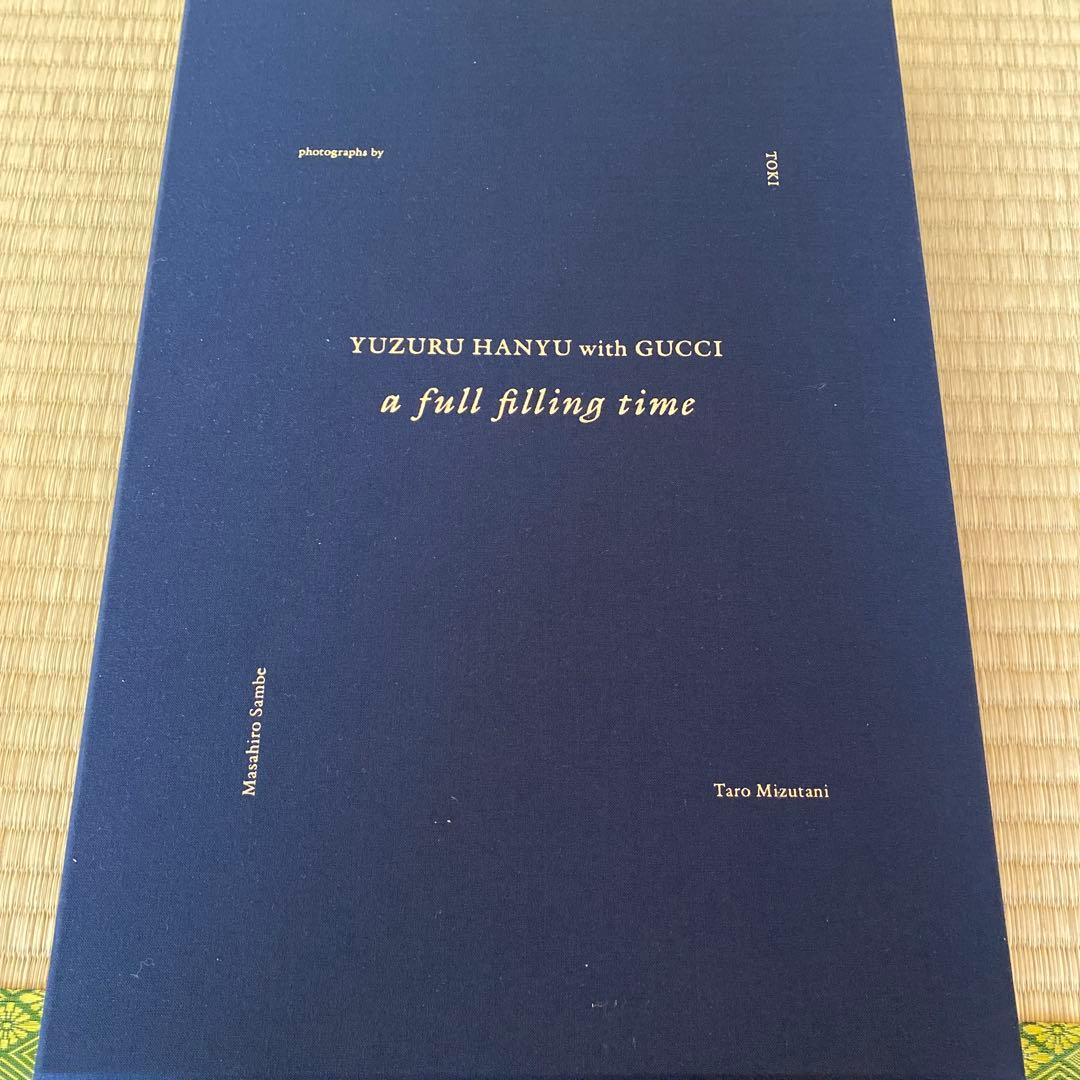 photographs by
TOKI
YUZURU HANYU with GUCCI
a full filling time
Masahiro Sambe
Taro Mizutani